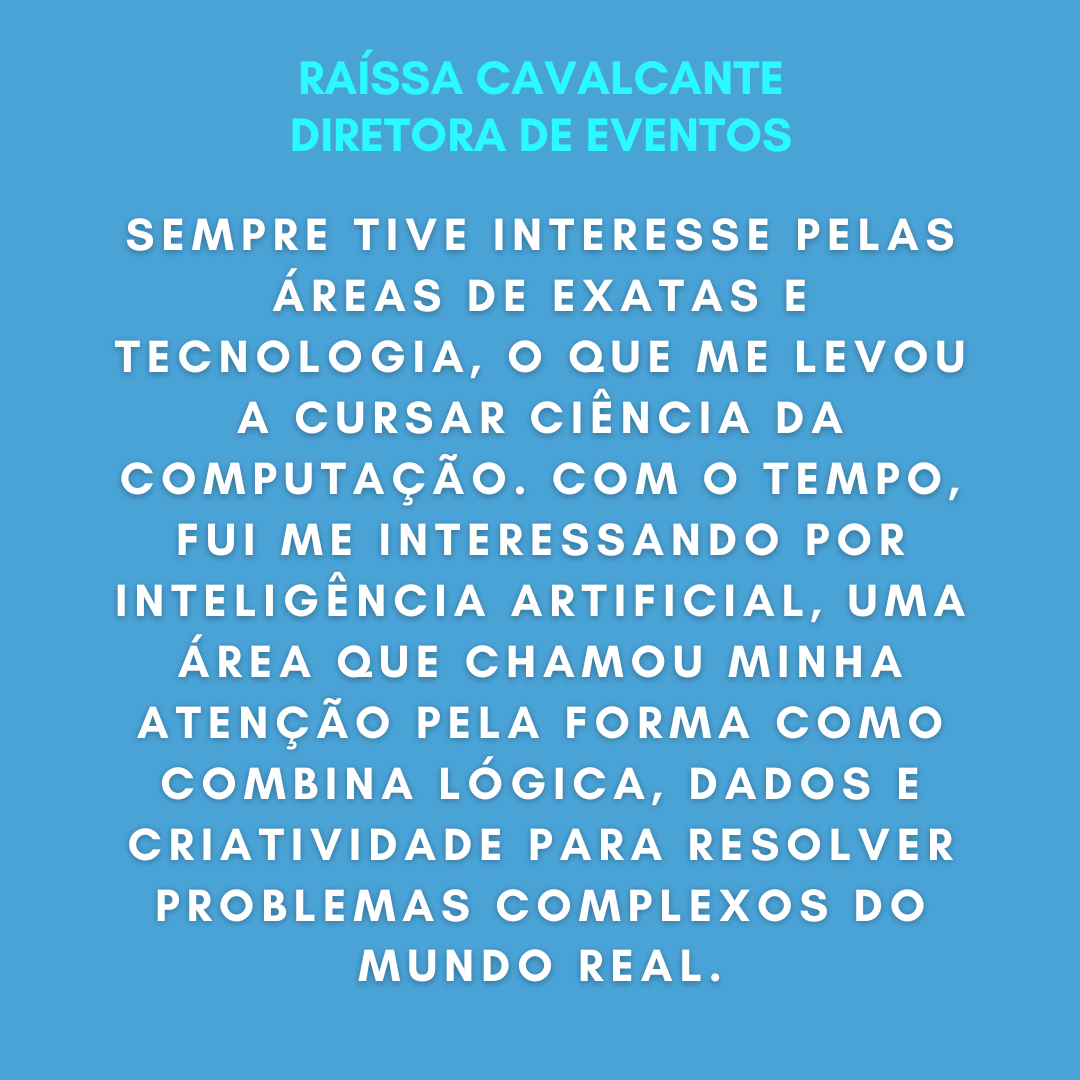 RAÍSSA CAVALCANTE
DIRETORA DE EVENTOS
SEMPRE TIVE INTERESSE PELAS
ÁREAS DE EXATAS E
TECNOLOGIA, O QUE ME LEVOU
A CURSAR CIÊNCIA DA
COMPUTAÇÃO. COM O TEMPO,
FUI ME INTERESSANDO POR
INTELIGÊNCIA ARTIFICIAL, UMA
ÁREA QUE CHAMOU MINHA
ATENÇÃO PELA FORMA COMO
COMBINA LÓGICA, DADOS E
CRIATIVIDADE PARA RESOLVER
PROBLEMAS COMPLEXOS DO
MUNDO REAL.